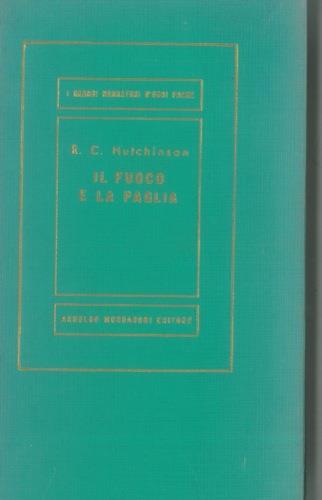 I GRANDI NARRATORI D'OGNI PAESE
R. C. Hutchinson
IL FUOCO
E LA PAGLIA
ARNOLDO MONDADORI EDITORE